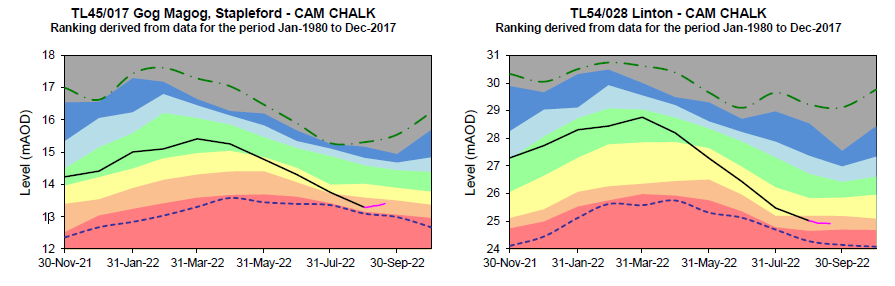 TL45/017 Gog Magog, Stapleford - CAM CHALK
Ranking derived from data for the period Jan-1980 to Dec-2017
Level (mAOD)
18
17
16
15
14
13
12
30-Nov-21
31-Jan-22
31-Mar-22
31-May-22
31-Jul-22
30-Sep-22
TL54/028 Linton - CAM CHALK
Ranking derived from data for the period Jan-1980 to Dec-2017
Level (mAOD)
31
30
29
28
27
26
25
24
30-Nov-21
31-Jan-22
31-Mar-22
31-May-22
31-Jul-22
30-Sep-22